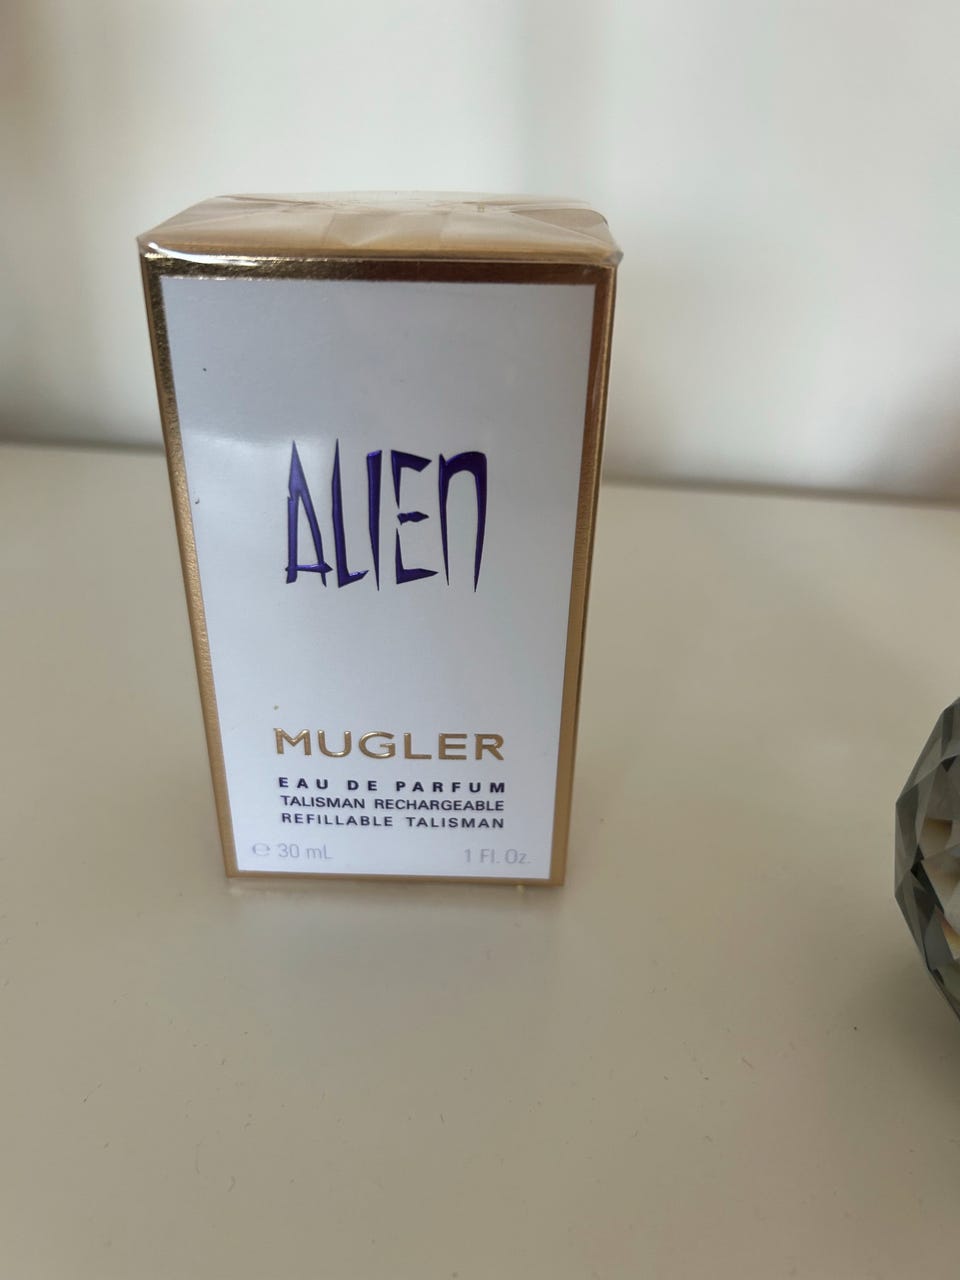 ALIEN
MUGLER
EAU DE PARFUM
TALISMAN RECHARGEABLE
REFILLABLE TALISMAN
℮ 30 mL 1 Fl. Oz.